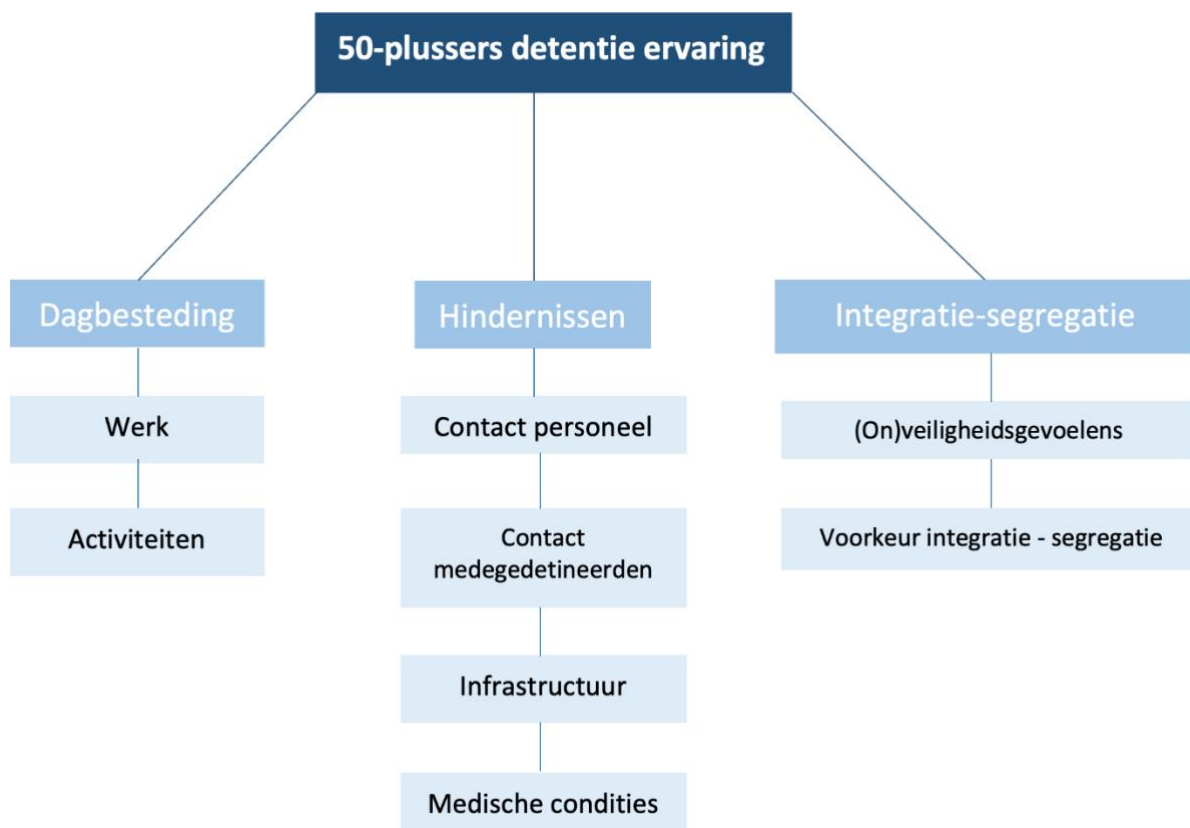 50-plussers detentie ervaring
Dagbesteding
Werk
Activiteiten
Hindernissen
Contact personeel
Contact
medegedetineerden
Infrastructuur
Medische condities
Integratie-segregatie
(On)veiligheidsgevoelens
Voorkeur integratie - segregatie